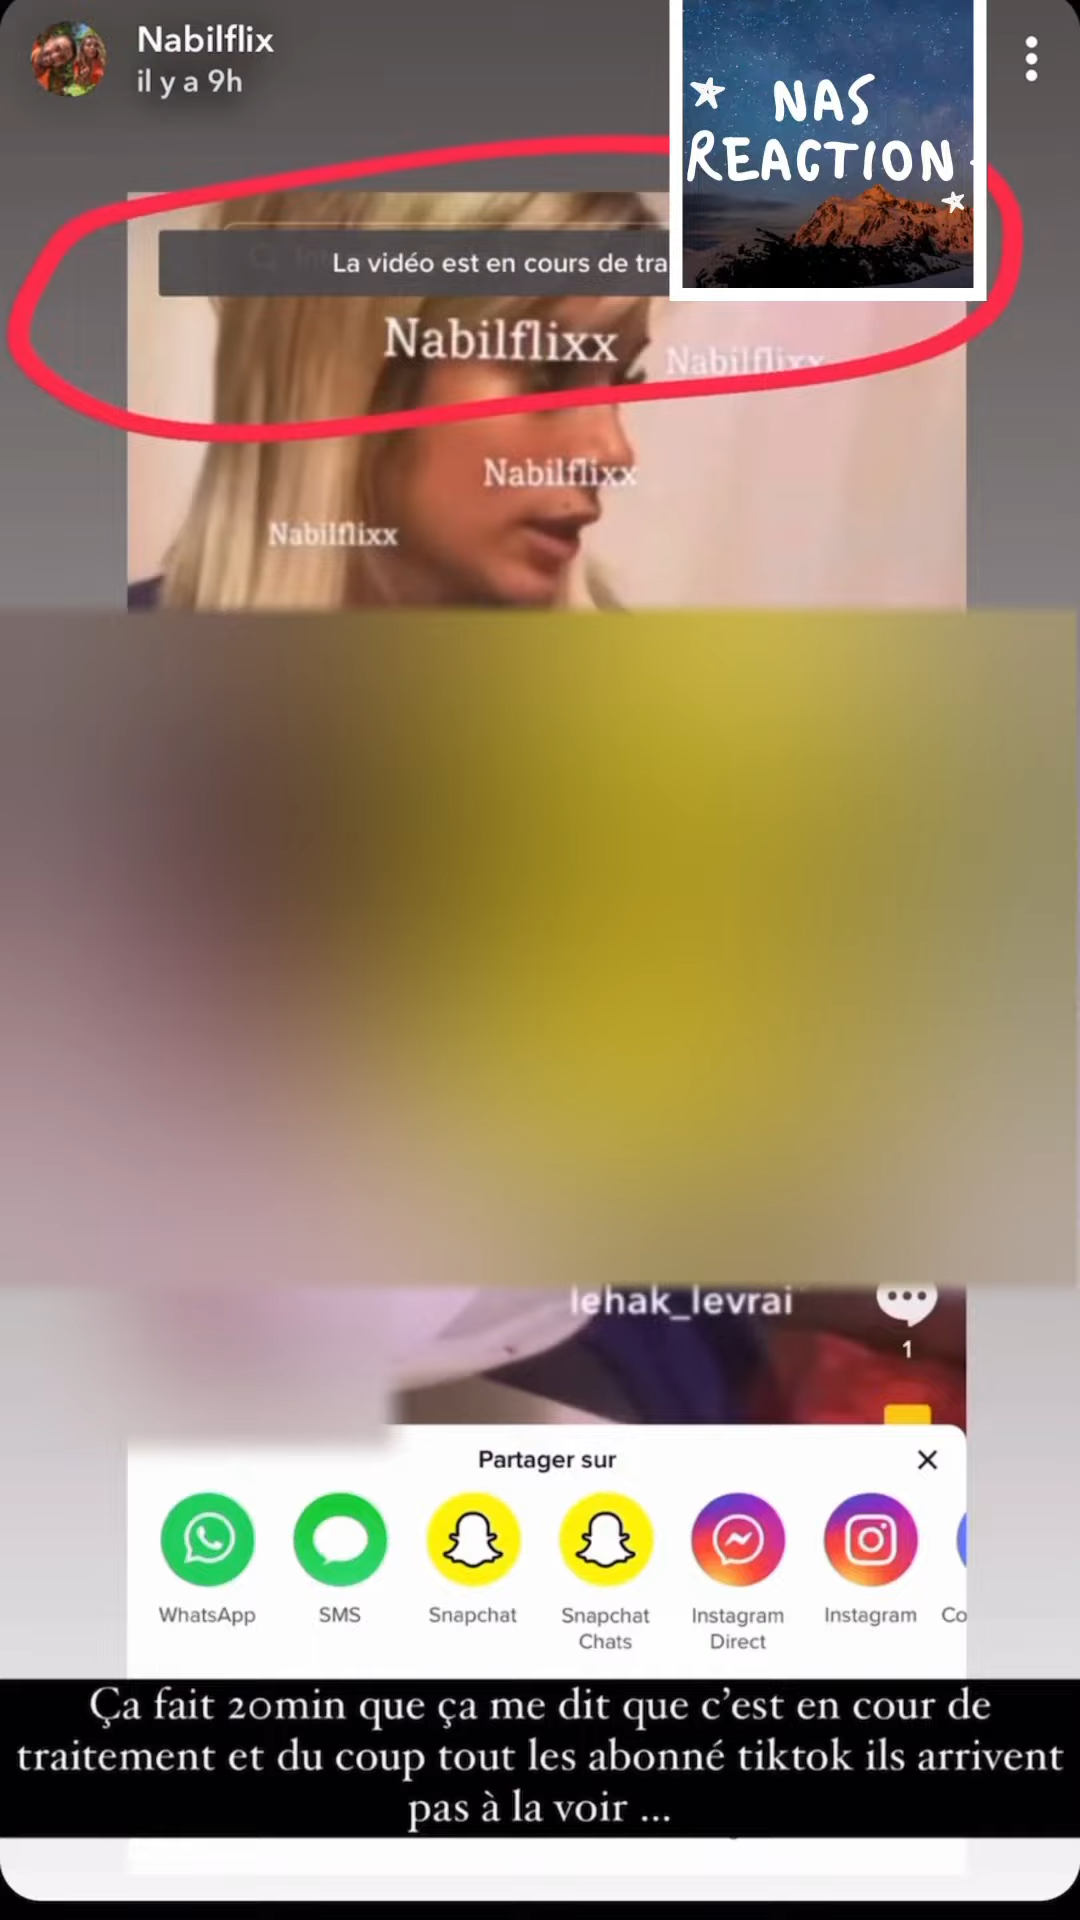 Nabilflix
il y a 9h
NAS
REACTION
La vidéo est en cours de
Nabilflixx
Nabilflixx
Nabilflixx
Nabilflixx
lehak_levrai
1
Partager sur
WhatsApp
SMS
Snapchat
Snapchat
Chats
Instagram
Direct
Instagram
Ça fait 20min que ça me dit que c’est en cour de
traitement et du coup tout les abonné tiktok ils arrivent
pas à la voir ...